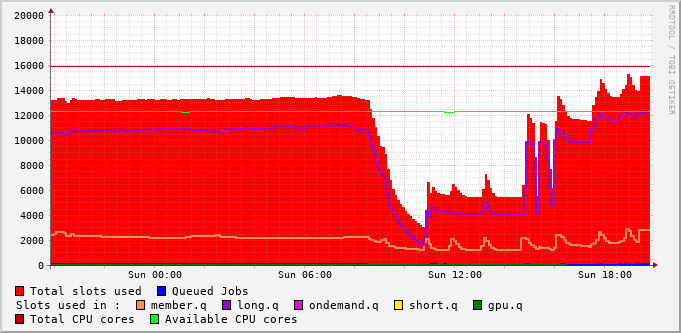 20000
18000
16000
14000
12000
10000
8000
6000
4000
2000
0
Sun 00:00 Sun 06:00 Sun 12:00 Sun 18:00
RRDTOOL / TOBI OETIKER
Total slots used Queued Jobs
Slots used in : member.q long.q ondemand.q short.q gpu.q
Total CPU cores Available CPU cores